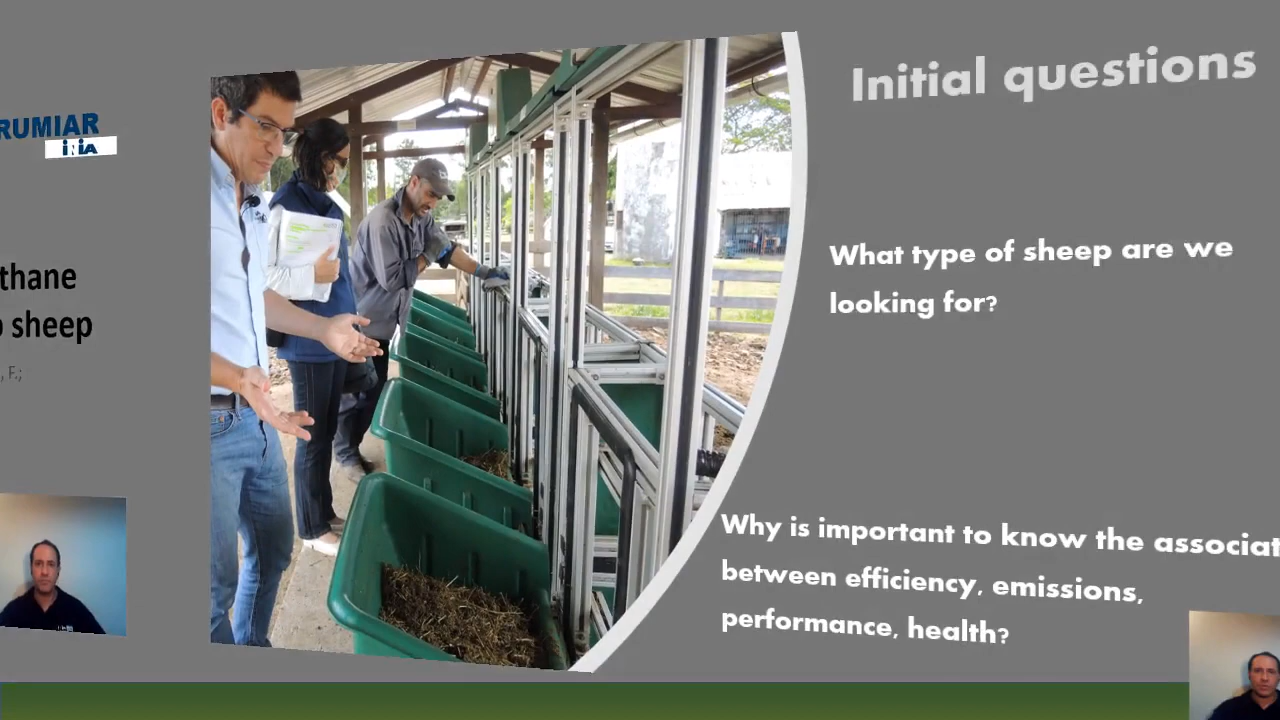 RUMIAR
INIA
thane
sheep
, F.;
Initial questions
What type of sheep are we
looking for?
Why is important to know the associat
between efficiency, emissions,
performance, health?